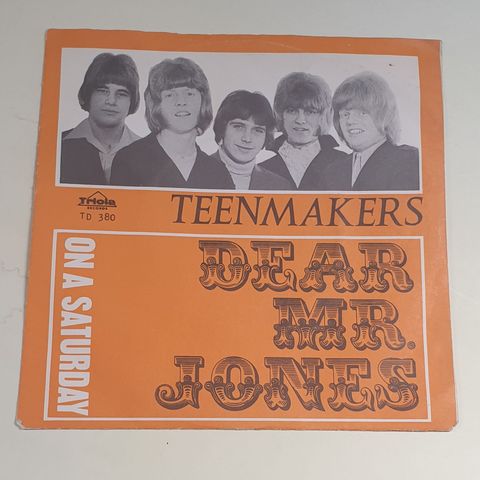 Triola
RECORDS
TD 380
TEENMAKERS
DEAR
MR.
JONES
ON A SATURDAY